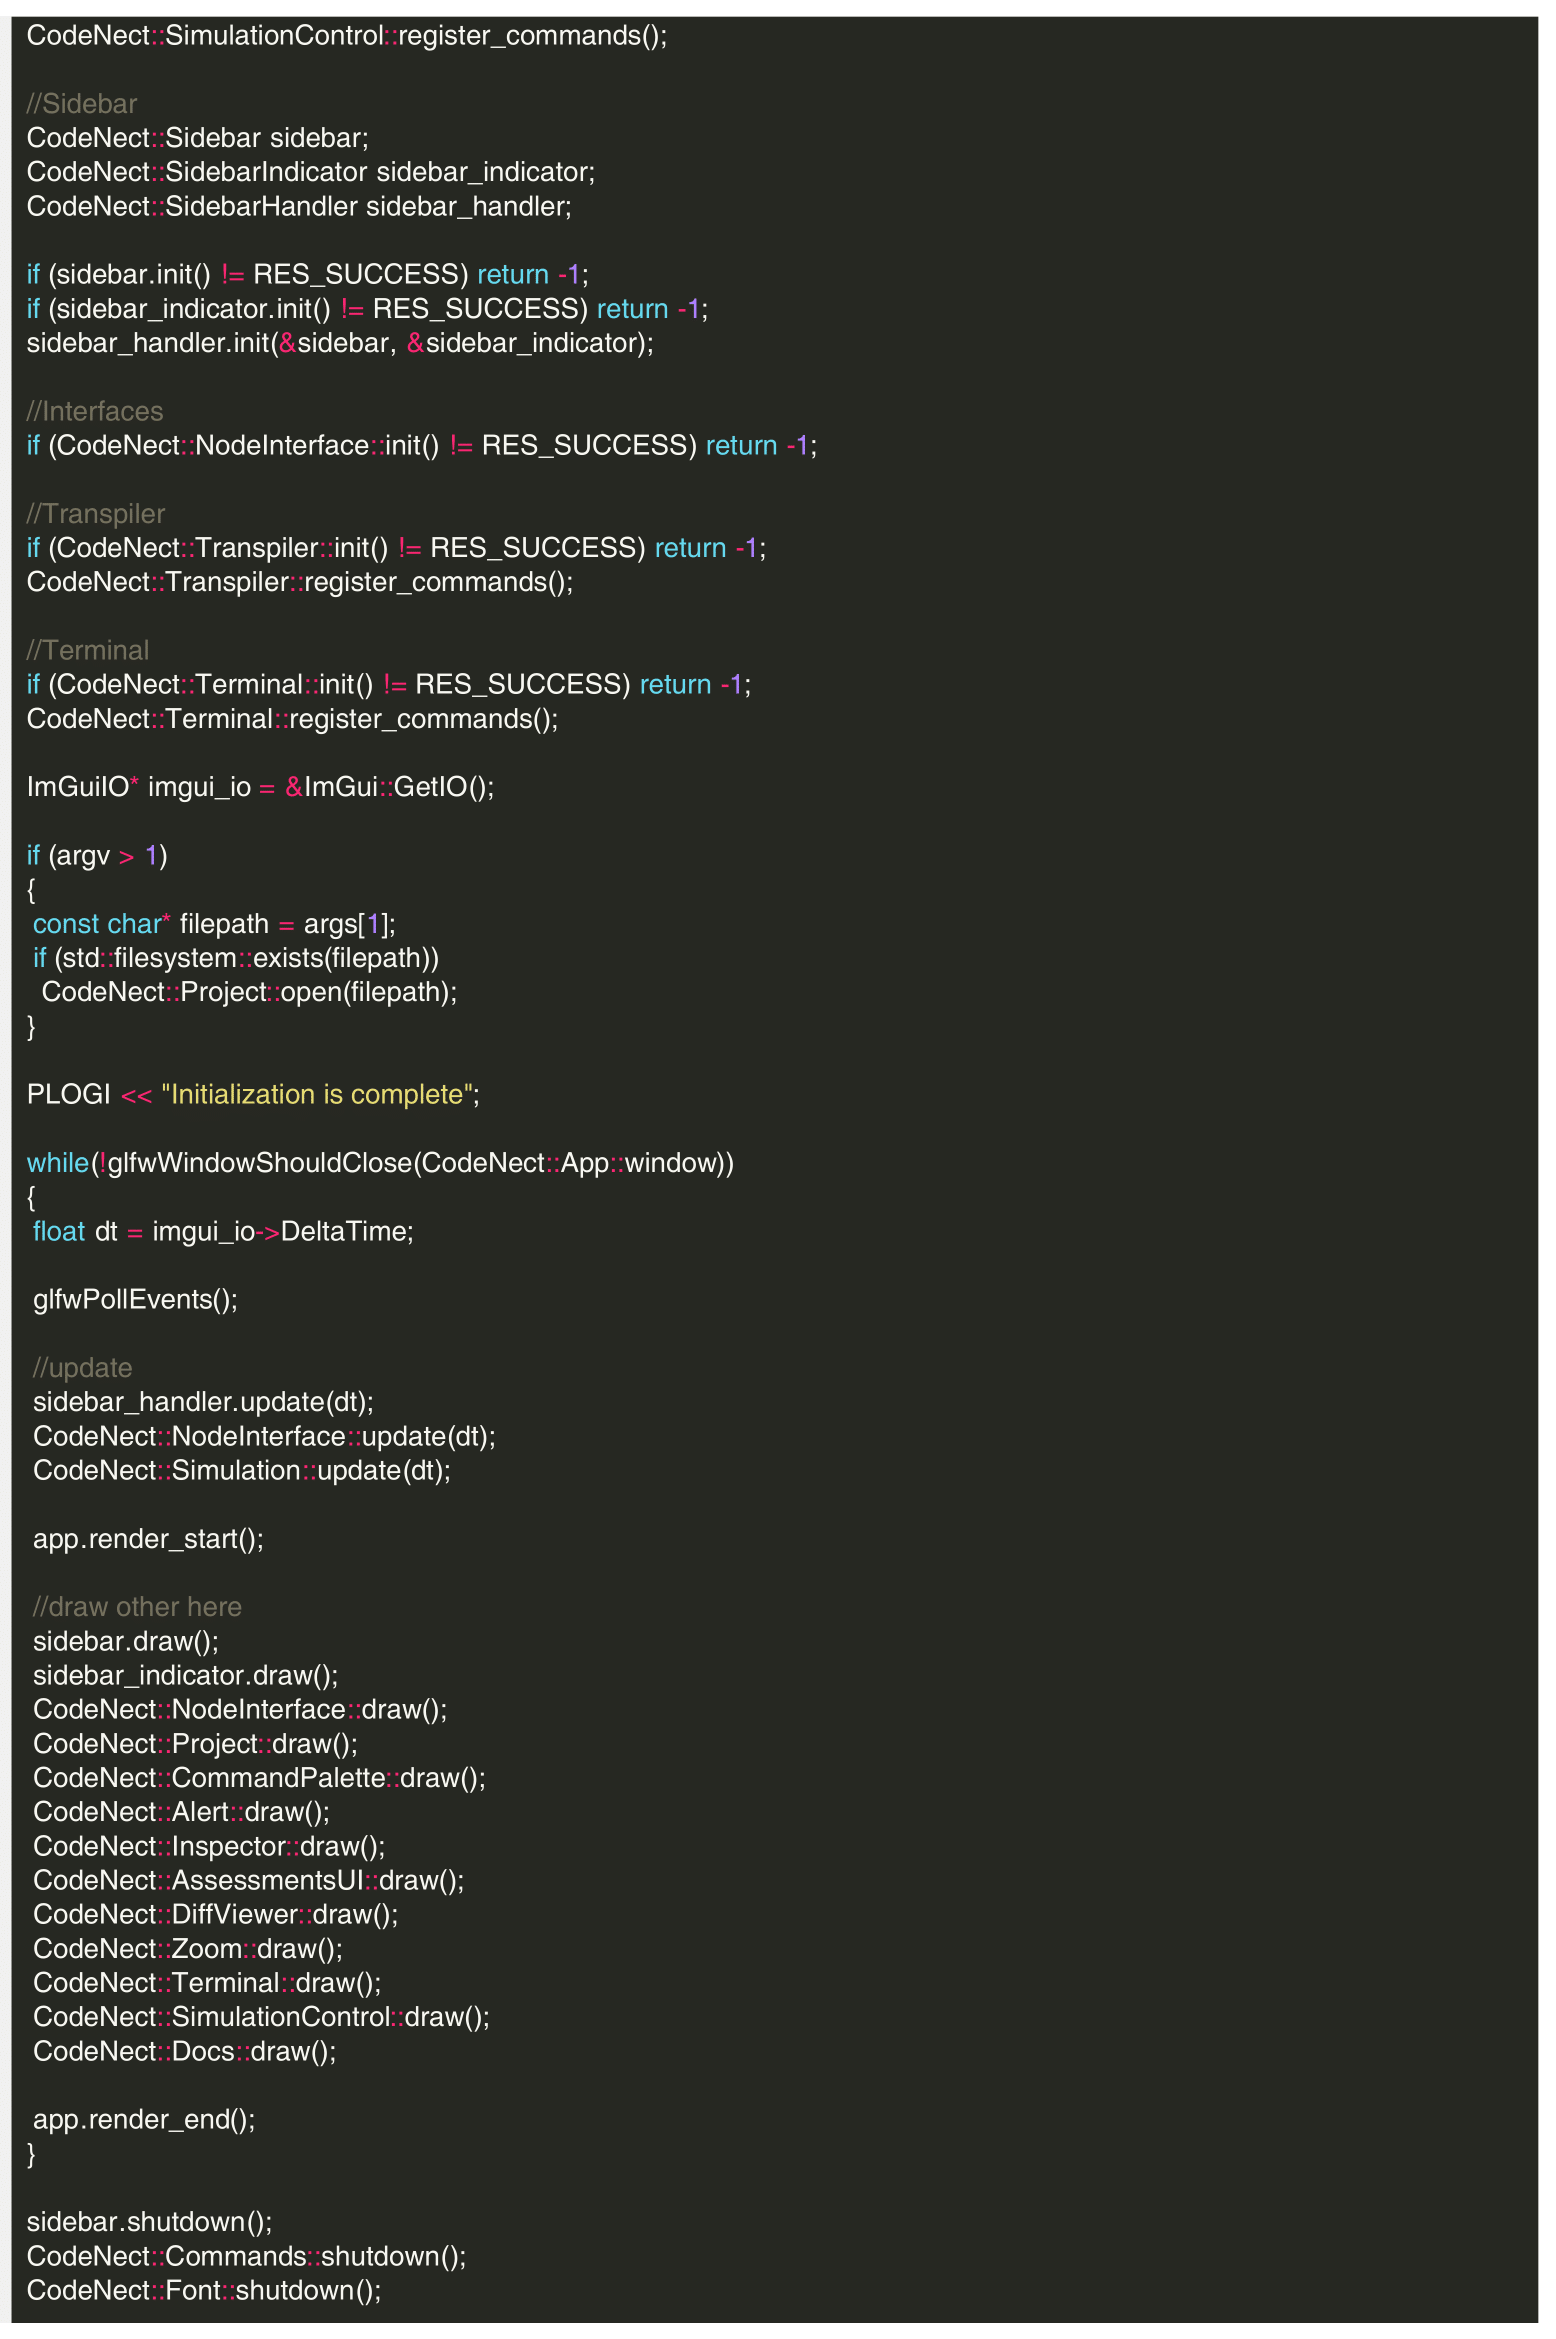 CodeNect::SimulationControl::register_commands();
//Sidebar
CodeNect::Sidebar sidebar;
CodeNect::SidebarIndicator sidebar_indicator;
CodeNect::SidebarHandler sidebar_handler;
if (sidebar.init() != RES_SUCCESS) return -1;
if (sidebar_indicator.init() != RES_SUCCESS) return -1;
sidebar_handler.init(&sidebar, &sidebar_indicator);
//Interfaces
if (CodeNect::NodeInterface::init() != RES_SUCCESS) return -1;
//Transpiler
if (CodeNect::Transpiler::init() != RES_SUCCESS) return -1;
CodeNect::Transpiler::register_commands();
//Terminal
if (CodeNect::Terminal::init() != RES_SUCCESS) return -1;
CodeNect::Terminal::register_commands();
ImGuiIO* imgui_io = &ImGui::GetIO();
if (argv > 1)
{
const char* filepath = args[1];
if (std::filesystem::exists(filepath))
CodeNect::Project::open(filepath);
}
PLOGI << "Initialization is complete";
while(!glfwWindowShouldClose(CodeNect::App::window))
{
float dt = imgui_io->DeltaTime;
glfwPollEvents();
//update
sidebar_handler.update(dt);
CodeNect::NodeInterface::update(dt);
CodeNect::Simulation::update(dt);
app.render_start();
//draw other here
sidebar.draw();
sidebar_indicator.draw();
CodeNect::NodeInterface::draw();
CodeNect::Project::draw();
CodeNect::CommandPalette::draw();
CodeNect::Alert::draw();
CodeNect::Inspector::draw();
CodeNect::AssessmentsUI::draw();
CodeNect::DiffViewer::draw();
CodeNect::Zoom::draw();
CodeNect::Terminal::draw();
CodeNect::SimulationControl::draw();
CodeNect::Docs::draw();
app.render_end();
}
sidebar.shutdown();
CodeNect::Commands::shutdown();
CodeNect::Font::shutdown();